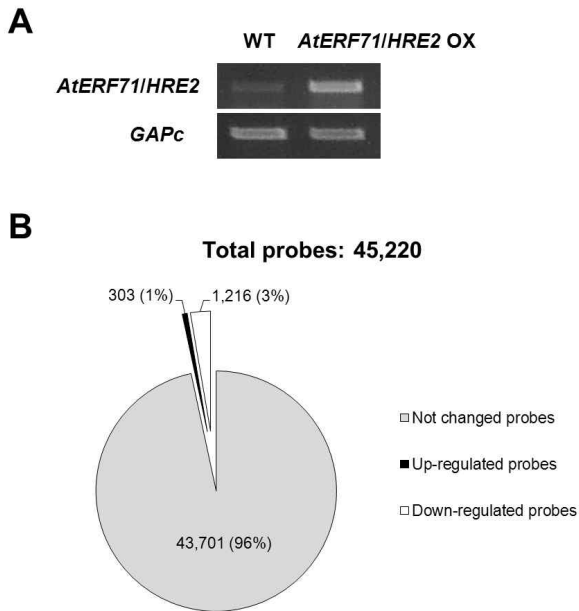 A
WT AtERF71/HRE2 OX
AtERF71/HRE2
GAPc
B
Total probes: 45,220
303 (1%) 1,216 (3%)
Not changed probes
Up-regulated probes
Down-regulated probes
43,701 (96%)